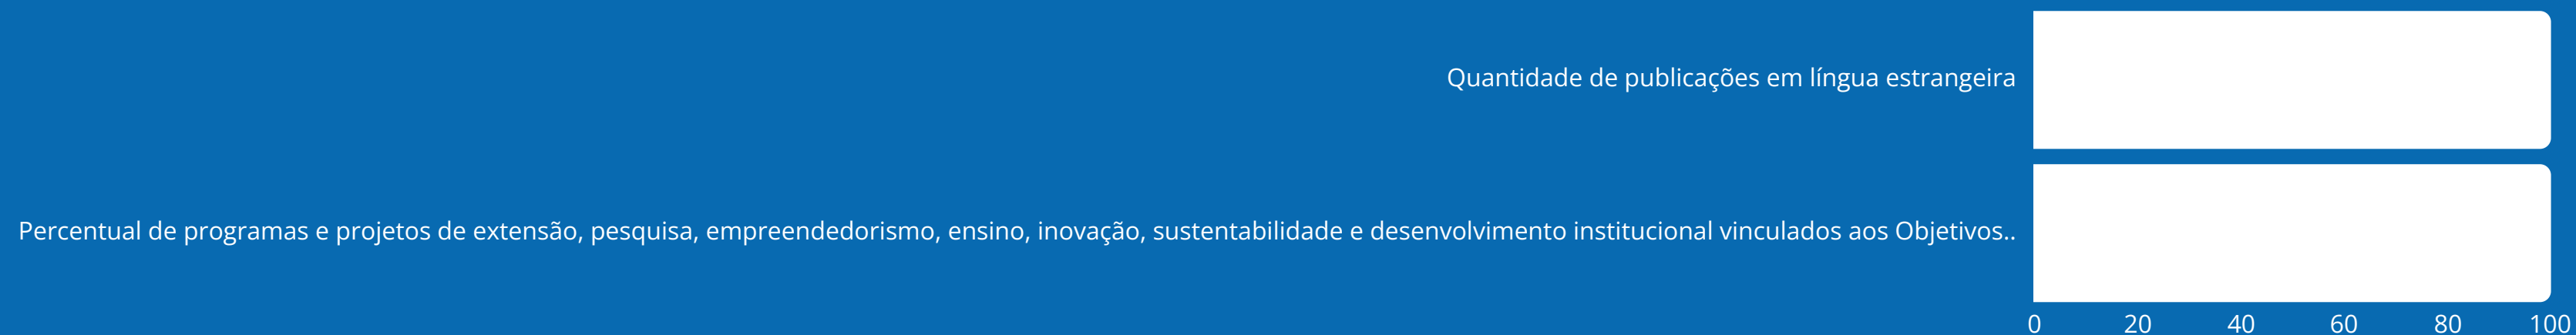 Quantidade de publicações em língua estrangeira
Percentual de programas e projetos de extensão, pesquisa, empreendedorismo, ensino, inovação, sustentabilidade e desenvolvimento institucional vinculados aos Objetivos..
0 20 40 60 80 100